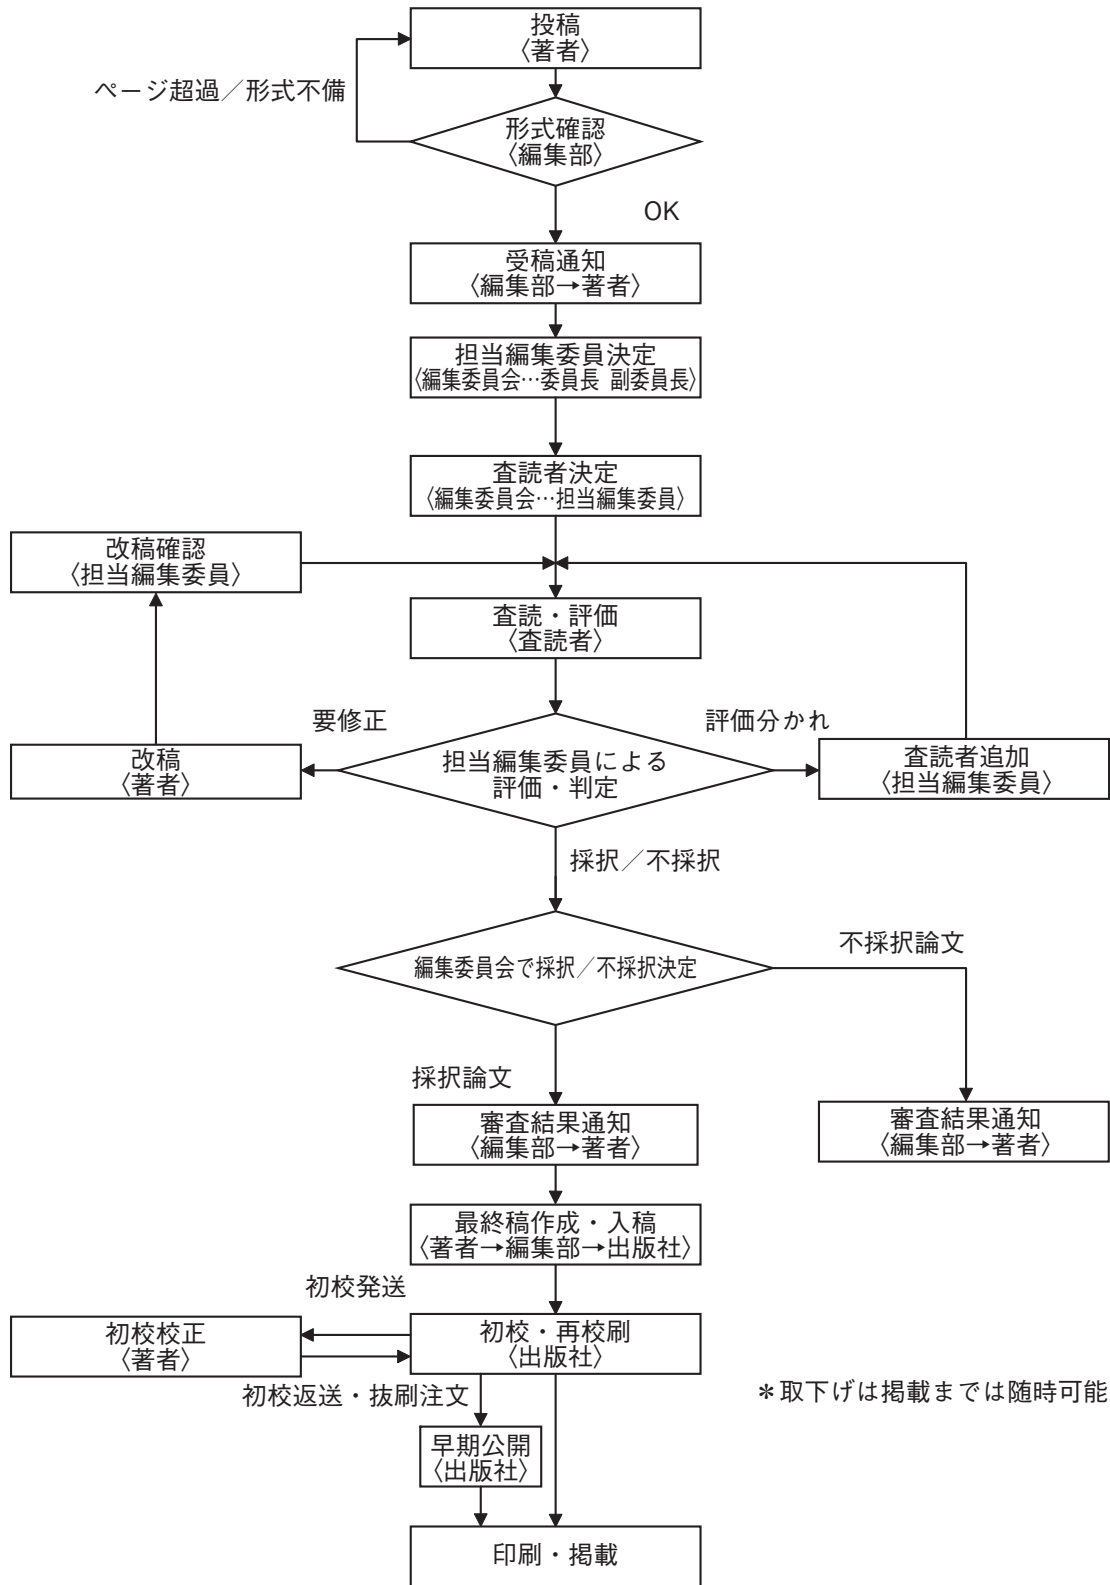 投稿
〈著者〉
ページ超過／形式不備
形式確認
〈編集部〉
OK
受稿通知
〈編集部→著者〉
担当編集委員決定
〈編集委員会…委員長 副委員長〉
査読者決定
〈編集委員会…担当編集委員〉
改稿確認
〈担当編集委員〉
査読・評価
〈査読者〉
要修正
評価分かれ
改稿
〈著者〉
担当編集委員による
評価・判定
査読者追加
〈担当編集委員〉
採択／不採択
編集委員会で採択／不採択決定
不採択論文
採択論文
審査結果通知
〈編集部→著者〉
審査結果通知
〈編集部→著者〉
最終稿作成・入稿
〈著者→編集部→出版社〉
初校発送
初校校正
〈著者〉
初校・再校刷
〈出版社〉
初校返送・抜刷注文
＊取下げは掲載までは随時可能
早期公開
〈出版社〉
印刷・掲載